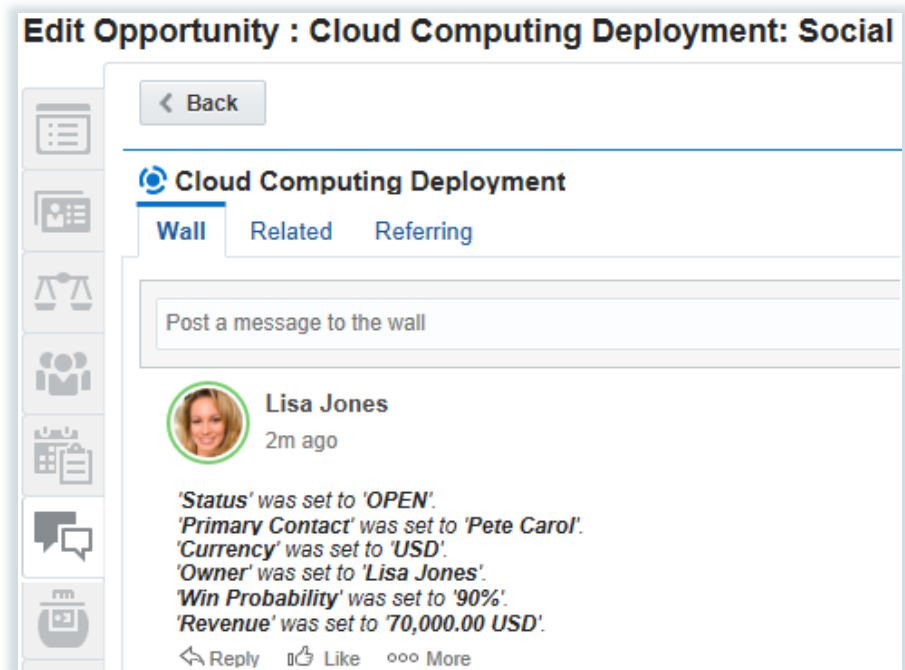 Edit Opportunity : Cloud Computing Deployment: Social
Back
Cloud Computing Deployment
Wall Related Referring
Post a message to the wall
Lisa Jones
2m ago
'Status' was set to 'OPEN'.
'Primary Contact' was set to 'Pete Carol'.
'Currency' was set to 'USD'.
'Owner' was set to 'Lisa Jones'.
'Win Probability' was set to '90%'.
'Revenue' was set to '70,000.00 USD'.
Reply Like More